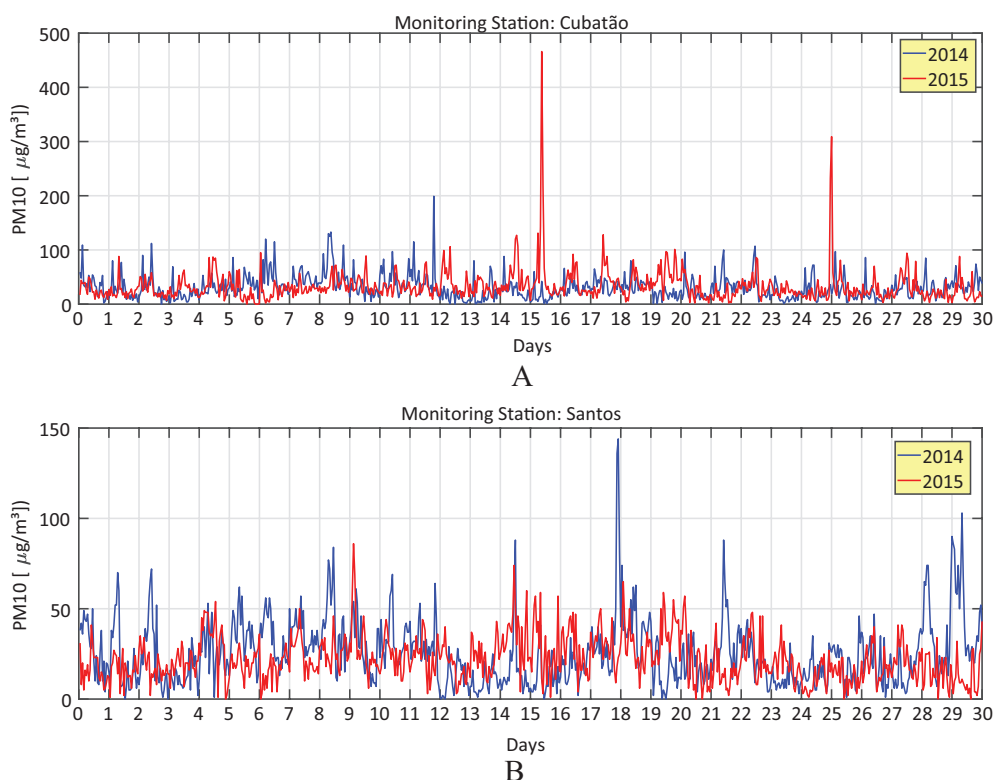 Monitoring Station: Cubatão
500
400
300
200
100
0
PM10 [ µg/m³])
2014
2015
0 1 2 3 4 5 6 7 8 9 10 11 12 13 14 15 16 17 18 19 20 21 22 23 24 25 26 27 28 29 30
Days
A
Monitoring Station: Santos
150
100
50
0
PM10 [ µg/m³])
2014
2015
0 1 2 3 4 5 6 7 8 9 10 11 12 13 14 15 16 17 18 19 20 21 22 23 24 25 26 27 28 29 30
Days
B